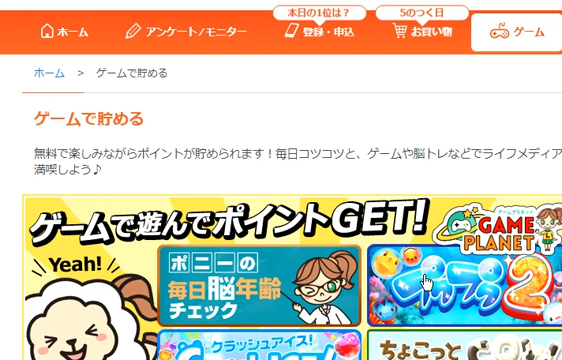 本日の1位は？
5のつく日
ホーム
アンケート/モニター
登録・申込
お買い物
ゲーム
ホーム > ゲームで貯める
ゲームで貯める
無料で楽しみながらポイントが貯められます！毎日コツコツと、ゲームや脳トレなどでライフメディア
満喫しよう♪
ゲームで遊んでポイントGET!
GAME
PLANET
Yeah!
ポニーの
毎日脳年齢
チェック
2
クラッシュアイス!
ちょこっと